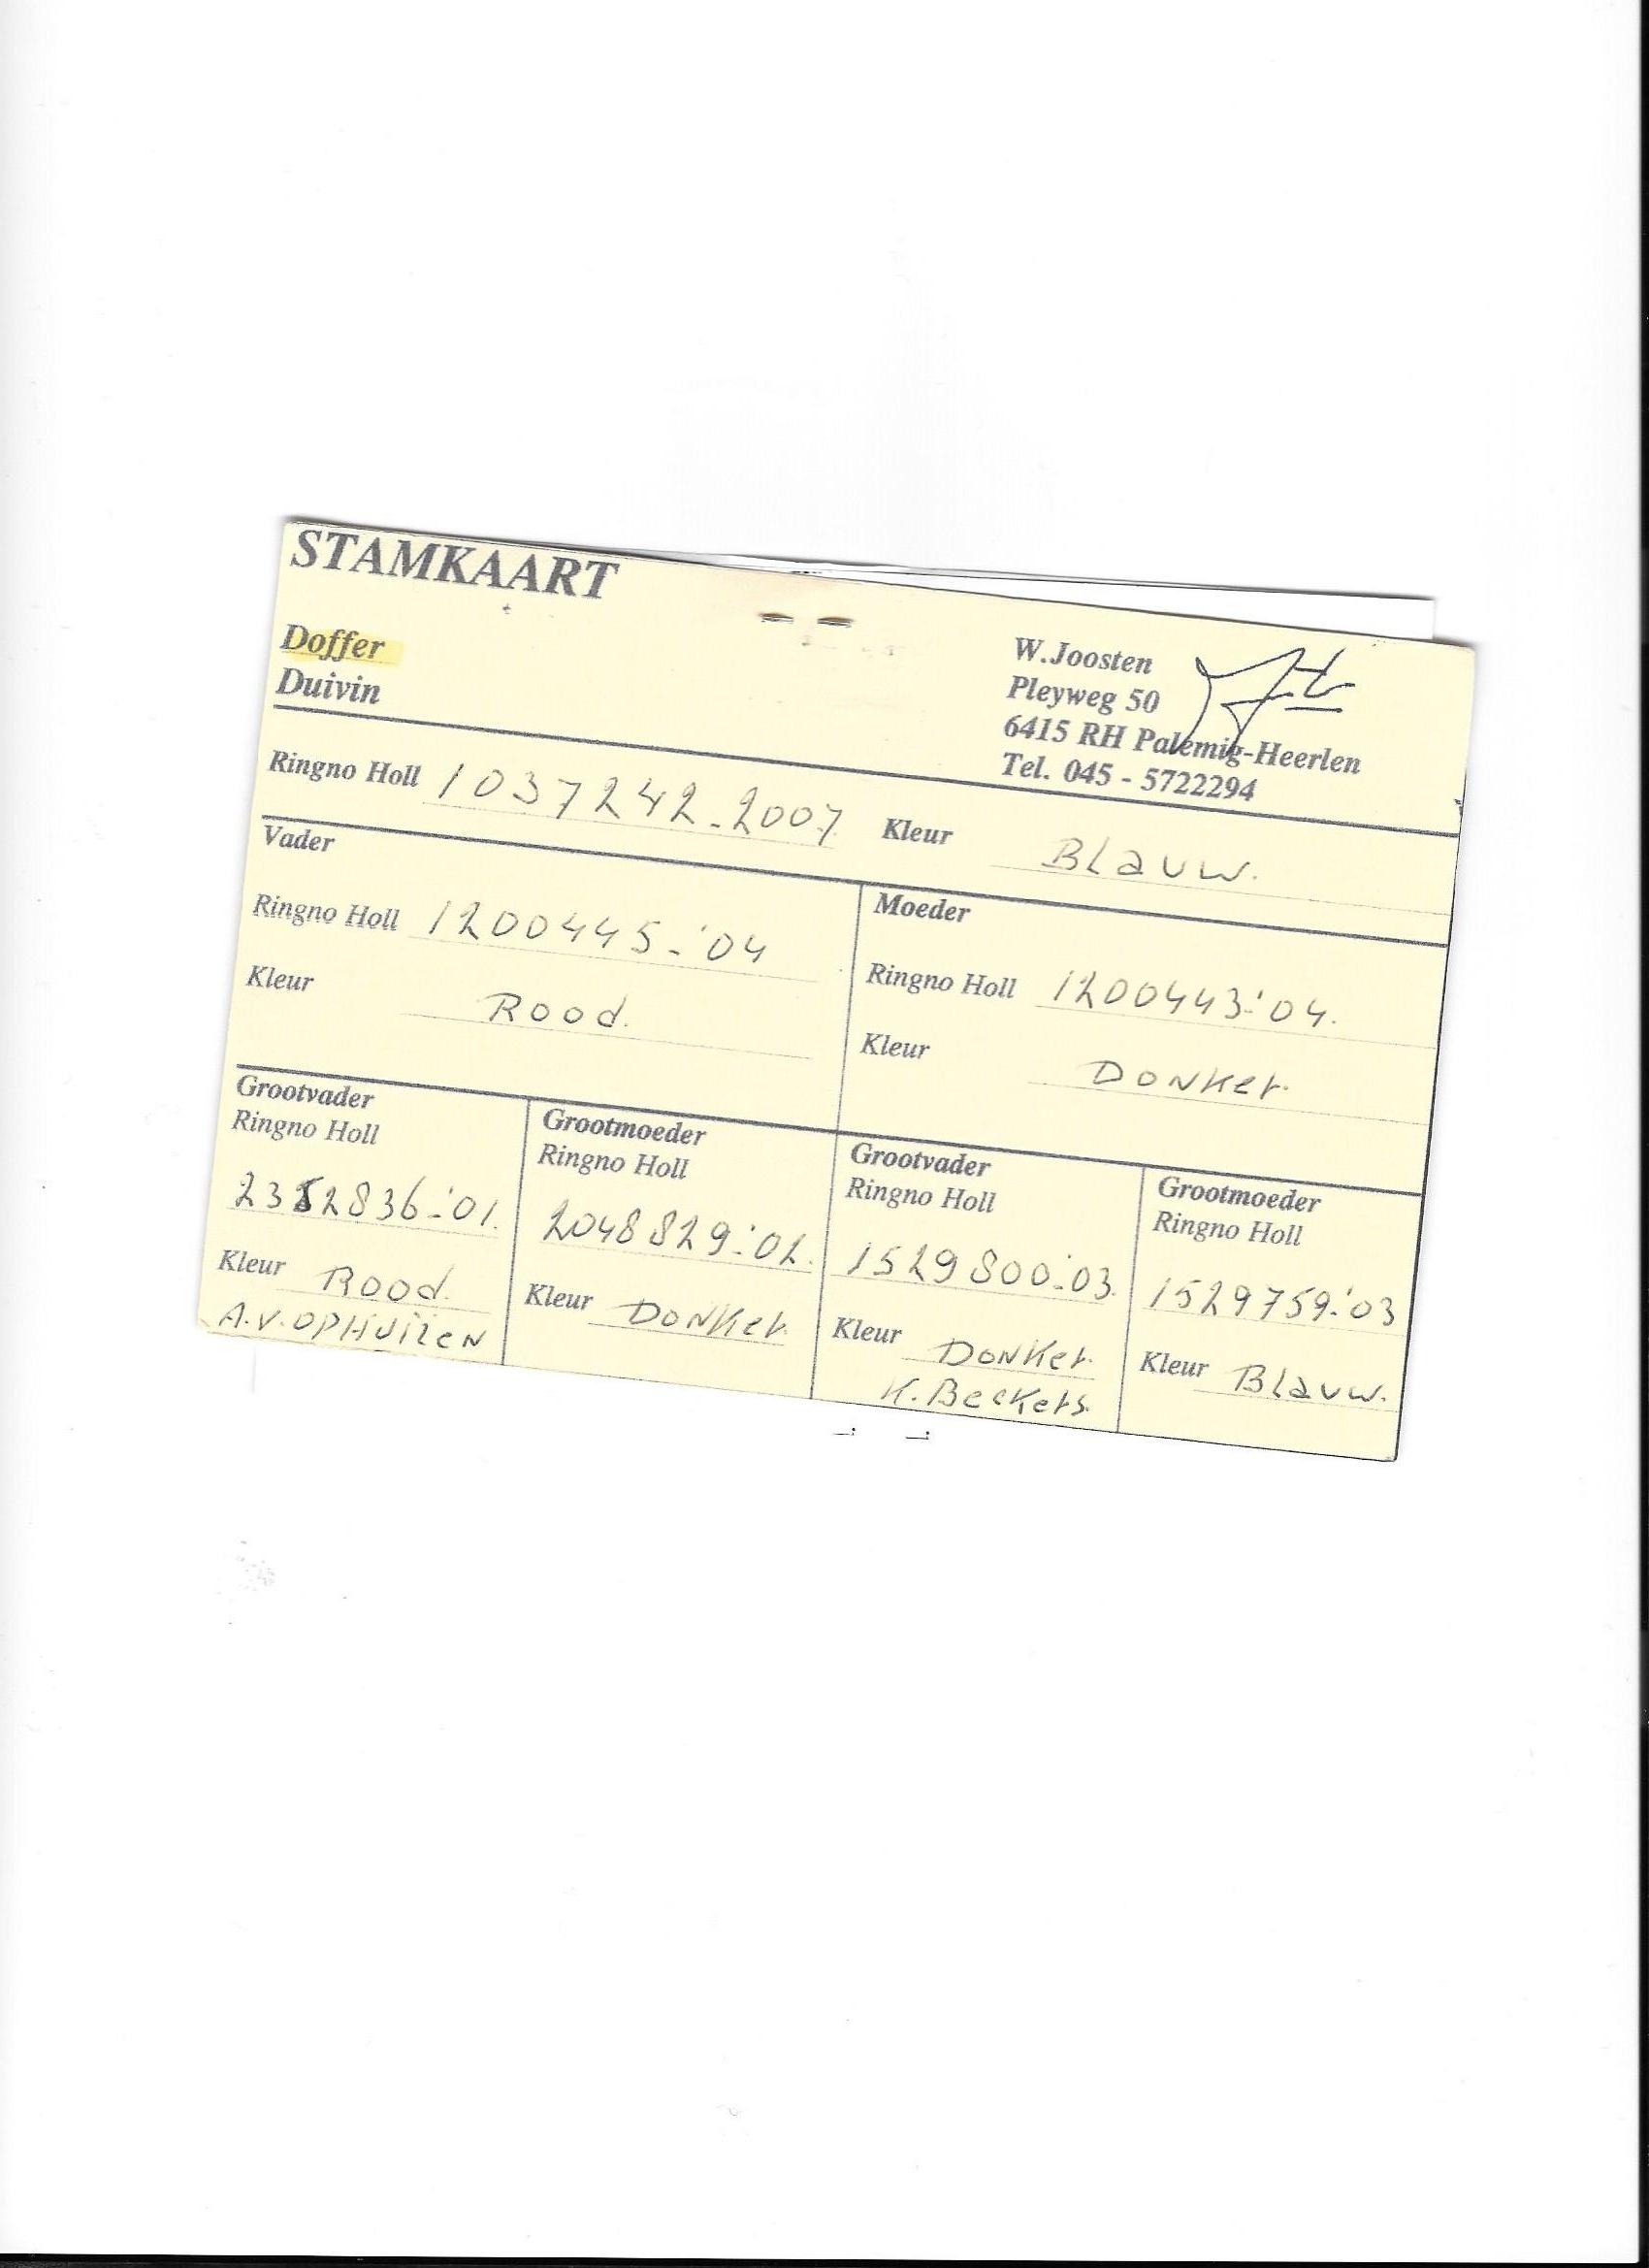 STAMKAART
Doffer
Duivin
W.Joosten
Pleyweg 50
6415 RH Palemig-Heerlen
Tel. 045 - 5722294
Ringno Holl 1037242-2007 Kleur Blauw.
Vader
Ringno Holl 1200445-'04
Kleur Rood.
Moeder
Ringno Holl 1200443-'04.
Kleur Donker.
Grootvader
Ringno Holl
Kleur Rood.
A.V. OPHUIZEN
Grootmoeder
Ringno Holl
2048829-'02.
Kleur Donker.
Grootvader
Ringno Holl
1529800-'03.
Kleur Donker.
K. Beckers.
Grootmoeder
Ringno Holl
1529759-'03
Kleur Blauw.